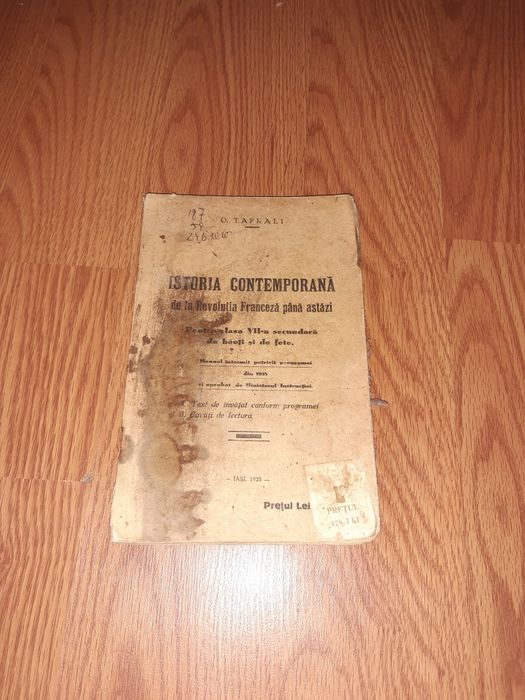 O. TAFRALI
ISTORIA CONTEMPORANĂ
de la Revoluția Franceză până astăzi
Pentru clasa VII-a secundară
de băeți și de fete.
Manual întocmit potrivit programei
din 1935
și aprobat de Ministerul Instrucției.
Text de învățat conform programei
II. Bucăți de lectură
– IAȘI, 1935 –
Prețul Lei
PREȚUL